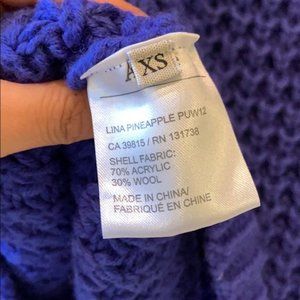 XS
LINA PINEAPPLE PUW12
CA 39815 / RN 131738
SHELL FABRIC:
70% ACRYLIC
30% WOOL
MADE IN CHINA/
FABRIQUÉ EN CHINE